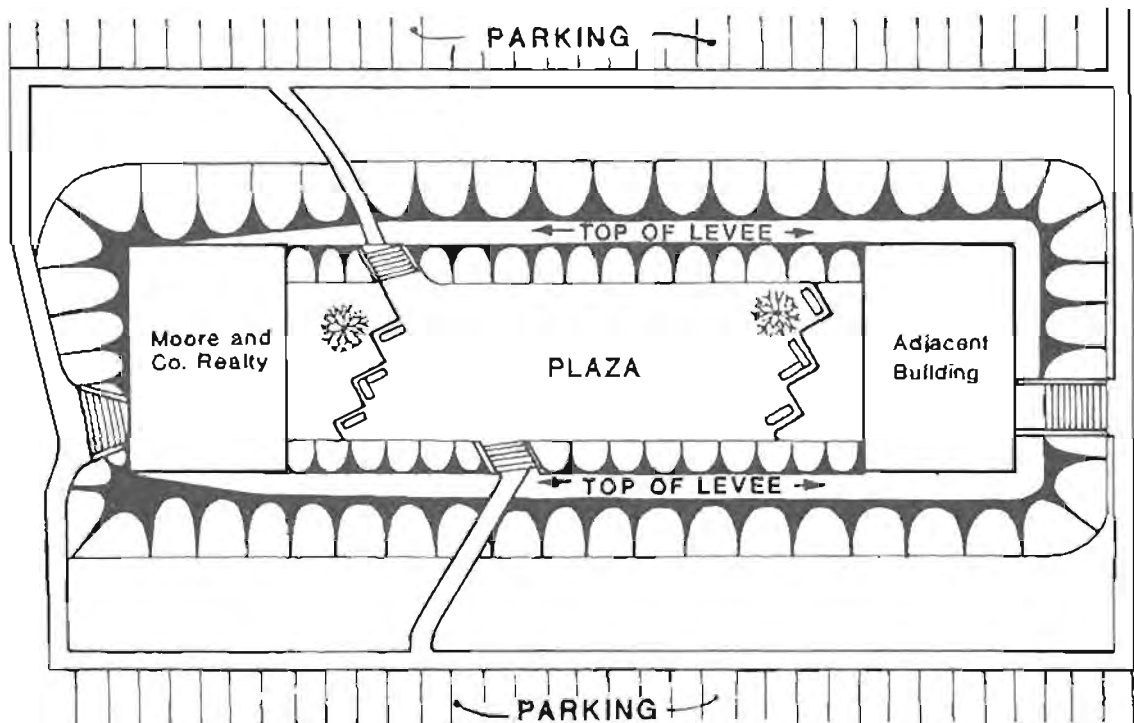 PARKING
TOP OF LEVEE
Moore and
Co. Realty
PLAZA
Adjacent
Building
TOP OF LEVEE
PARKING